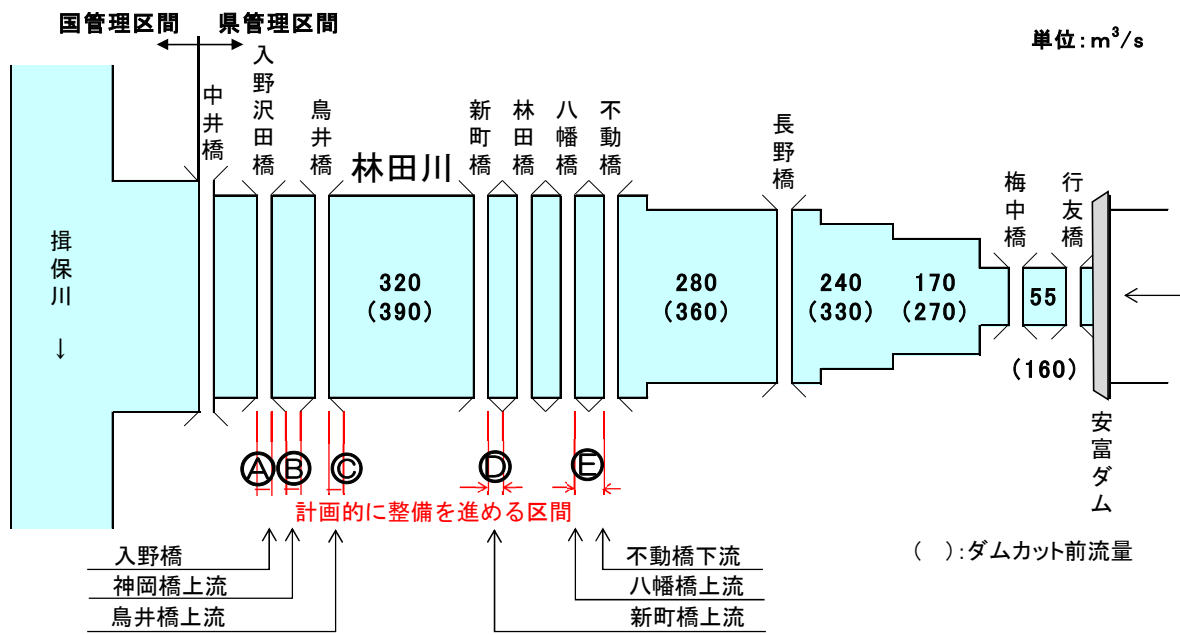 国管理区間
県管理区間
単位：m³/s
中井橋
入野沢田橋
鳥井橋
林田川
新町橋
林田橋
八幡橋
不動橋
長野橋
梅中橋
行友橋
揖保川
↓
320
(390)
280
(360)
240
(330)
170
(270)
55
(160)
安富ダム
Ⓐ
Ⓑ
Ⓒ
Ⓓ
Ⓔ
計画的に整備を進める区間
入野橋
神岡橋上流
鳥井橋上流
不動橋下流
八幡橋上流
新町橋上流
（　）：ダムカット前流量